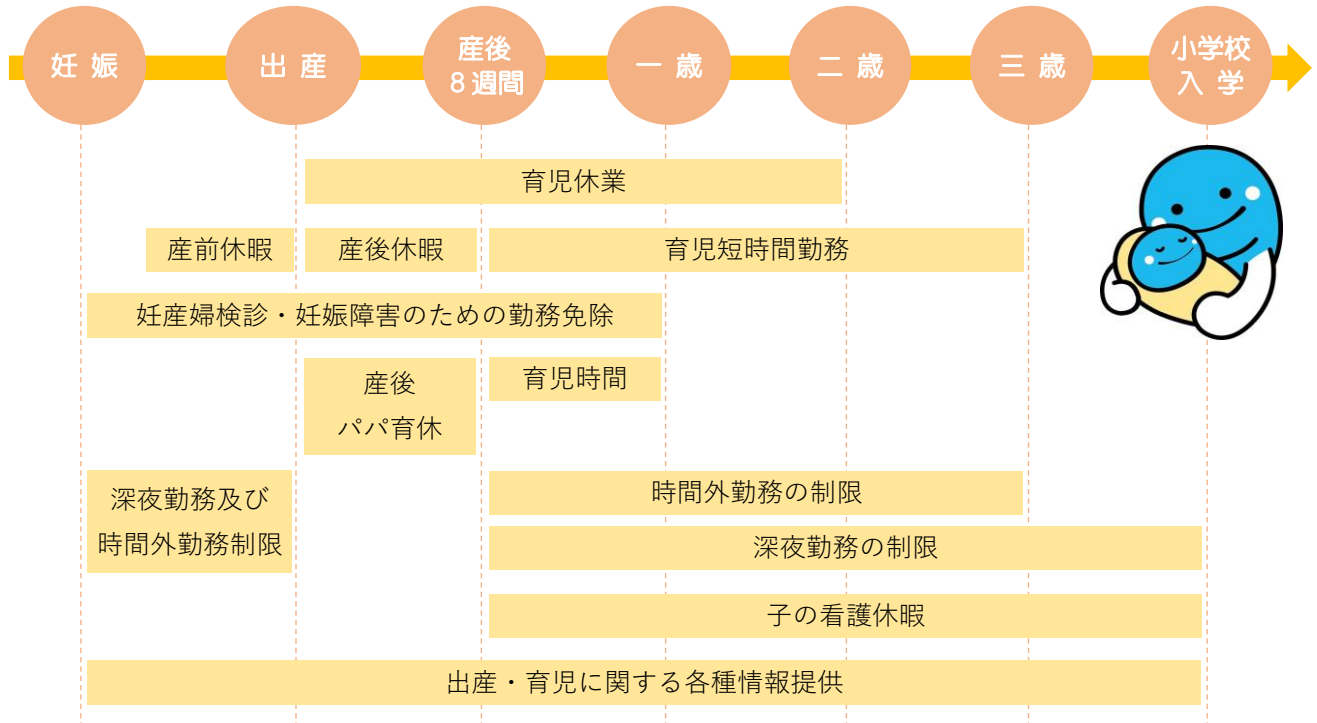 妊娠
出産
産後
8週間
一歳
二歳
三歳
小学校
入学
育児休業
産前休暇
産後休暇
育児短時間勤務
妊産婦検診・妊娠障害のための勤務免除
産後
パパ育休
育児時間
深夜勤務及び
時間外勤務制限
時間外勤務の制限
深夜勤務の制限
子の看護休暇
出産・育児に関する各種情報提供